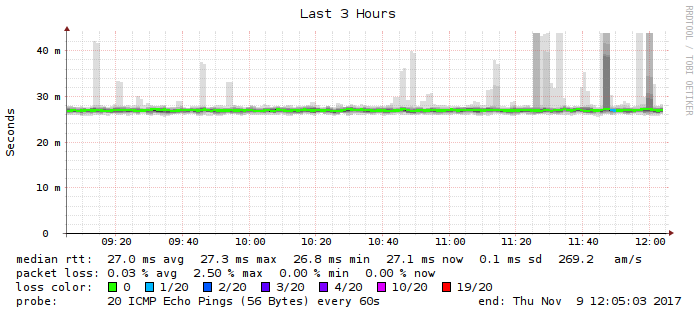 Last 3 Hours
RRDTOOL / TOBI OETIKER
Seconds
40 m
30 m
20 m
10 m
0
09:20 09:40 10:00 10:20 10:40 11:00 11:20 11:40 12:00
median rtt: 27.0 ms avg 27.3 ms max 26.8 ms min 27.1 ms now 0.1 ms sd 269.2 am/s
packet loss: 0.03 % avg 2.50 % max 0.00 % min 0.00 % now
loss color: 0 1/20 2/20 3/20 4/20 10/20 19/20
probe: 20 ICMP Echo Pings (56 Bytes) every 60s end: Thu Nov 9 12:05:03 2017